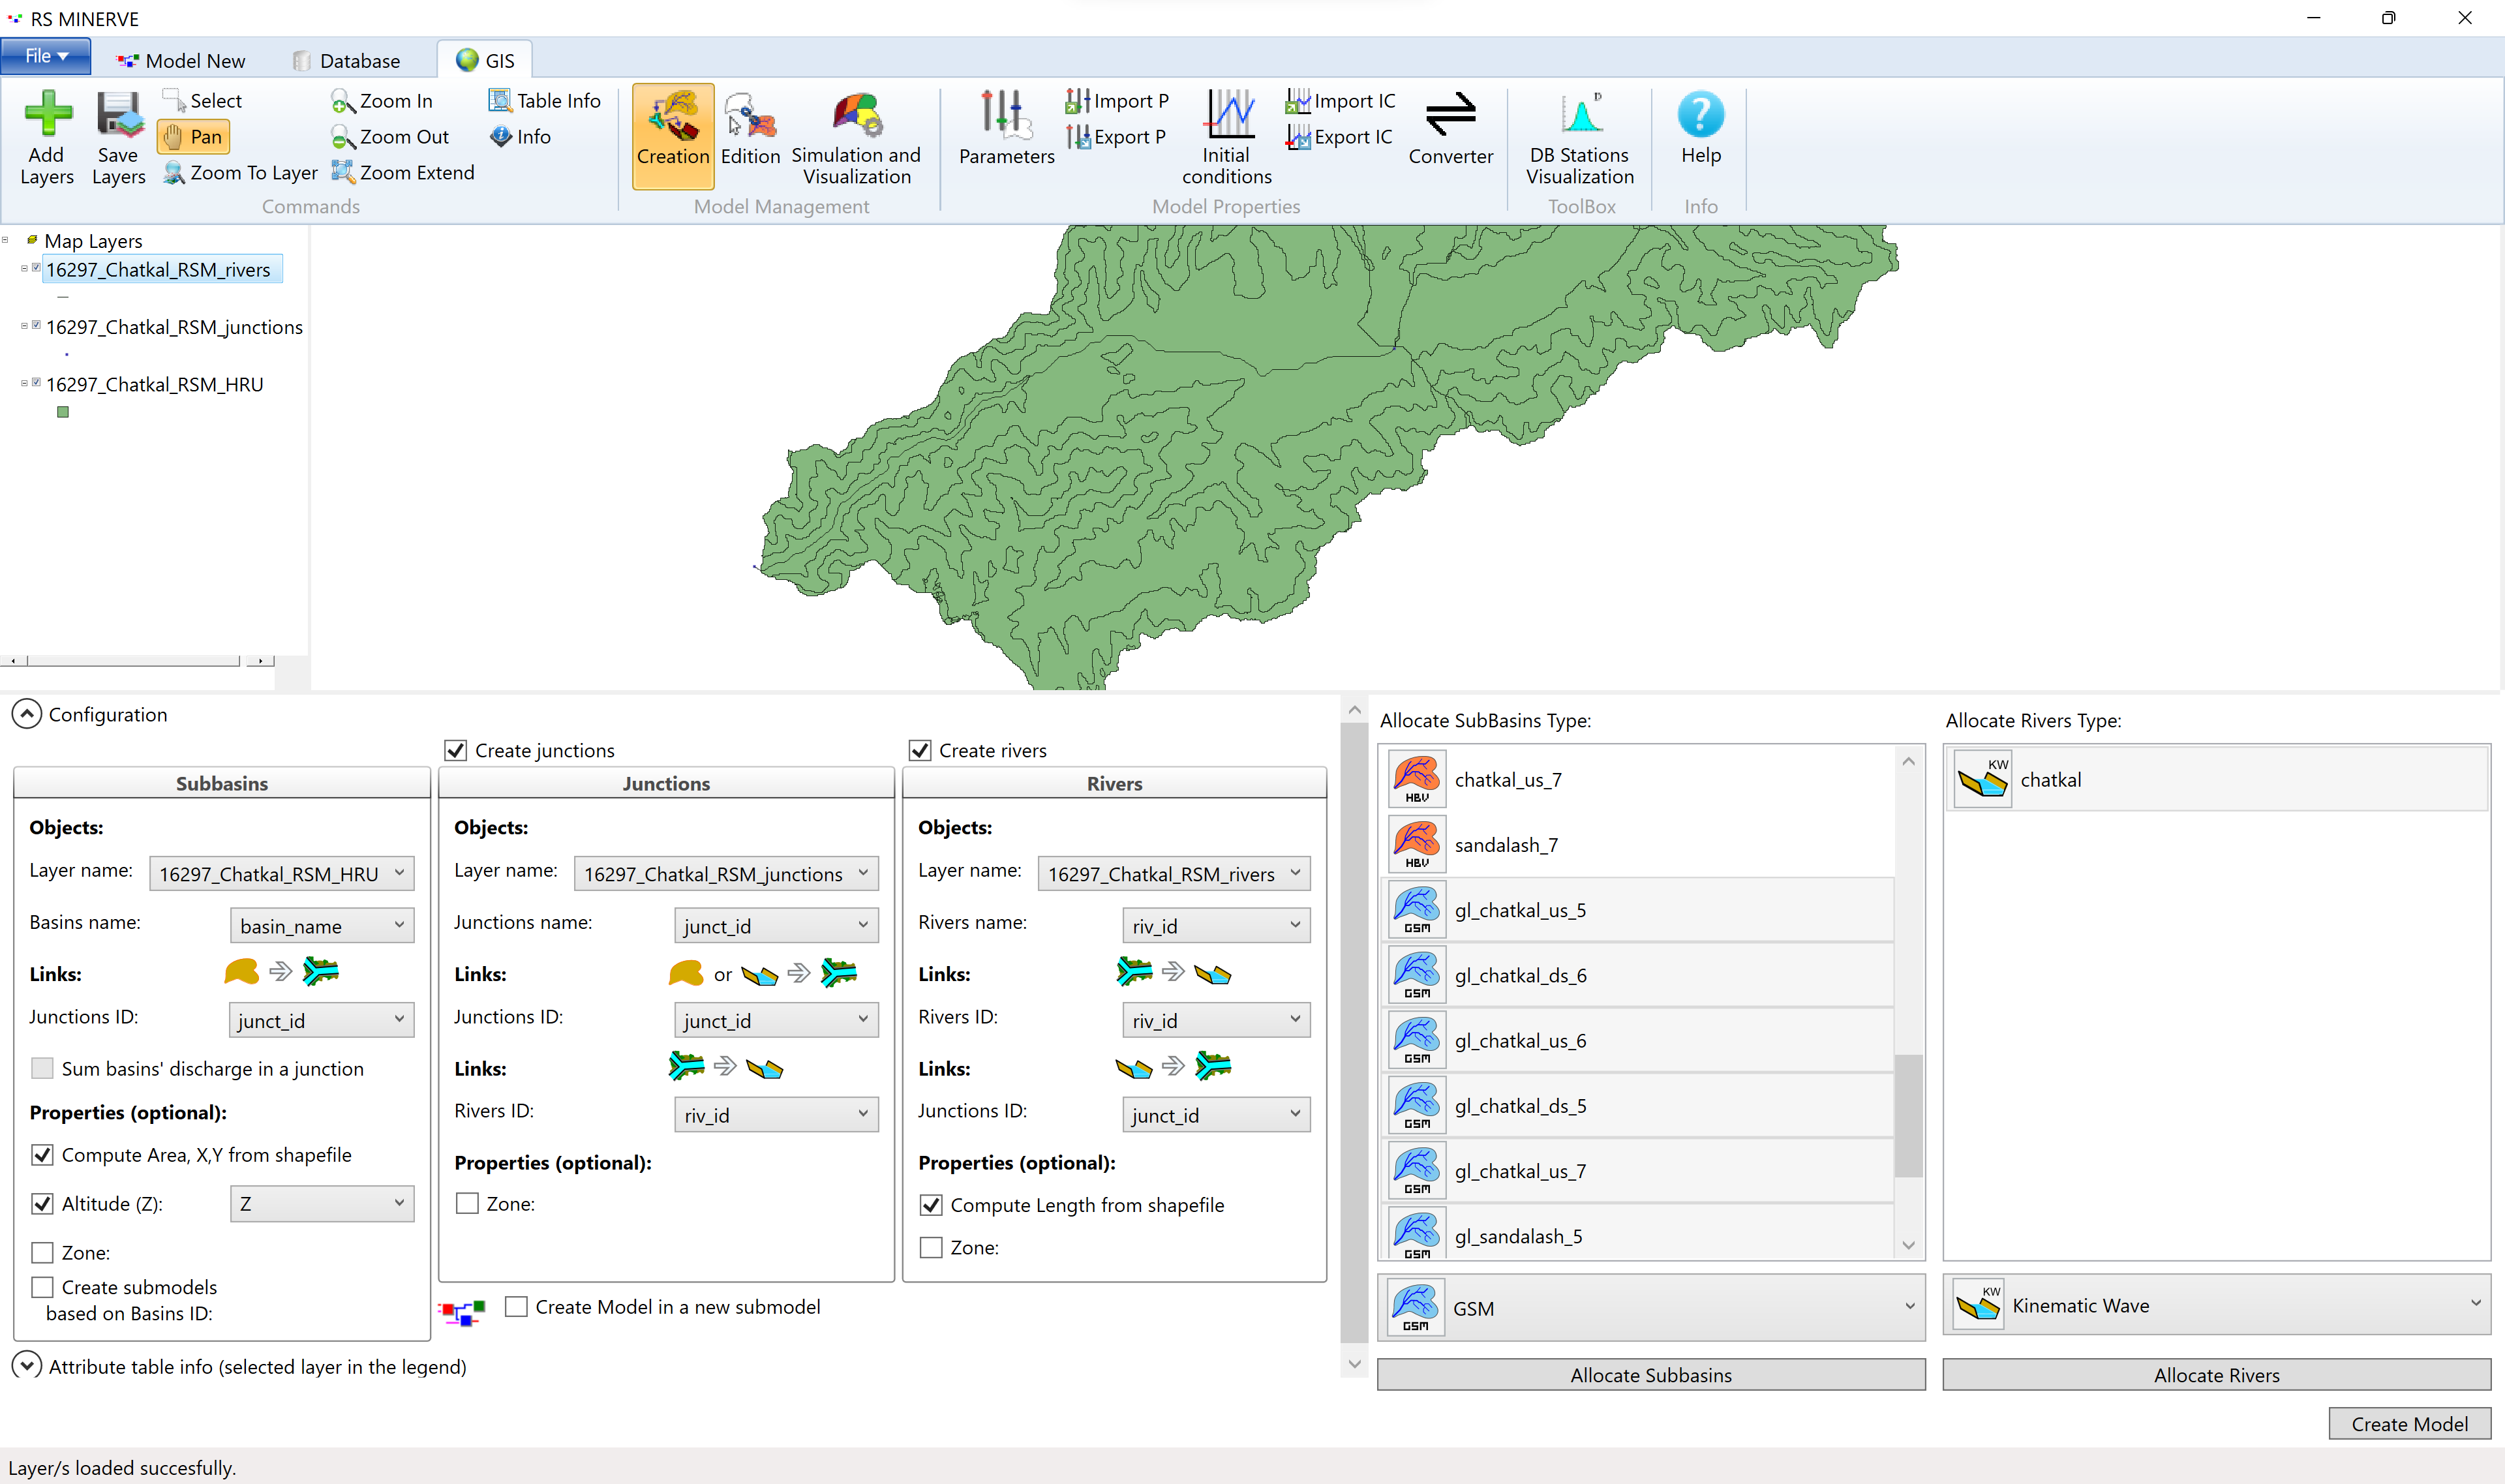 RS MINERVE
File
Model New
Database
GIS
Add Layers
Save Layers
Select
Pan
Zoom To Layer
Zoom In
Zoom Out
Zoom Extend
Table Info
Info
Commands
Creation
Edition
Simulation and Visualization
Model Management
Parameters
Import P
Export P
Initial conditions
Import IC
Export IC
Converter
Model Properties
DB Stations Visualization
ToolBox
Help
Info
Map Layers
16297_Chatkal_RSM_rivers
16297_Chatkal_RSM_junctions
16297_Chatkal_RSM_HRU
Configuration
Subbasins
Objects:
Layer name: 16297_Chatkal_RSM_HRU
Basins name: basin_name
Links:
Junctions ID: junct_id
Sum basins' discharge in a junction
Properties (optional):
Compute Area, X,Y from shapefile
Altitude (Z): Z
Zone:
Create submodels
based on Basins ID:
Create junctions
Junctions
Objects:
Layer name: 16297_Chatkal_RSM_junctions
Junctions name: junct_id
Links: or
Junctions ID: junct_id
Links:
Rivers ID: riv_id
Properties (optional):
Zone:
Create Model in a new submodel
Create rivers
Rivers
Objects:
Layer name: 16297_Chatkal_RSM_rivers
Rivers name: riv_id
Links:
Rivers ID: riv_id
Links:
Junctions ID: junct_id
Properties (optional):
Compute Length from shapefile
Zone:
Attribute table info (selected layer in the legend)
Allocate SubBasins Type:
HBV chatkal_us_7
HBV sandalash_7
GSM gl_chatkal_us_5
GSM gl_chatkal_ds_6
GSM gl_chatkal_us_6
GSM gl_chatkal_ds_5
GSM gl_chatkal_us_7
GSM gl_sandalash_5
GSM GSM
Allocate Subbasins
Allocate Rivers Type:
KW chatkal
KW Kinematic Wave
Allocate Rivers
Create Model
Layer/s loaded succesfully.